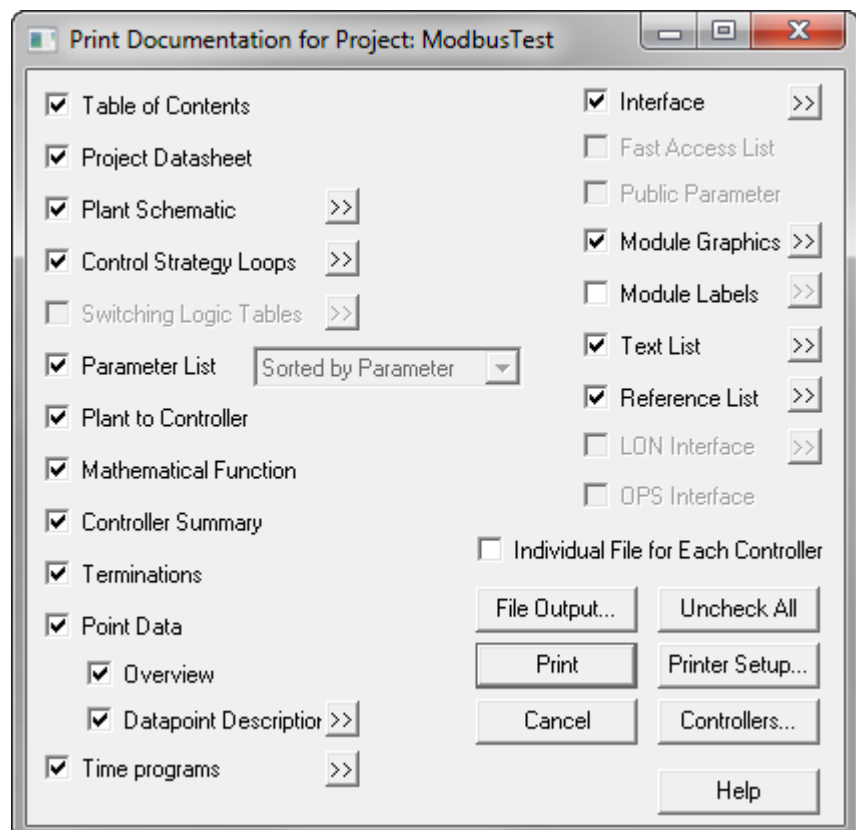 Print Documentation for Project: ModbusTest
Table of Contents
Project Datasheet
Plant Schematic >>
Control Strategy Loops >>
Switching Logic Tables >>
Parameter List Sorted by Parameter
Plant to Controller
Mathematical Function
Controller Summary
Terminations
Point Data
Overview
Datapoint Description >>
Time programs >>
Interface >>
Fast Access List
Public Parameter
Module Graphics >>
Module Labels >>
Text List >>
Reference List >>
LON Interface >>
OPS Interface
Individual File for Each Controller
File Output... Uncheck All
Print Printer Setup...
Cancel Controllers...
Help